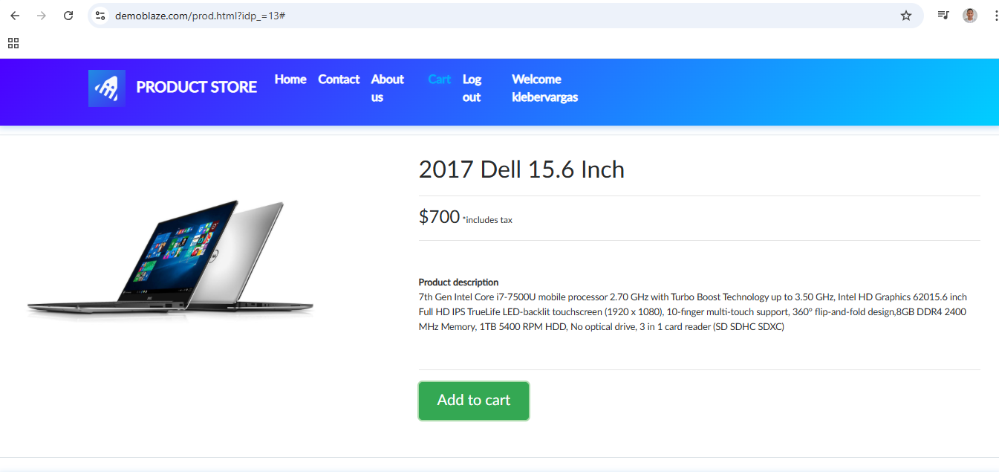 demoblaze.com/prod.html?idp_=13#
PRODUCT STORE
Home Contact About us Cart Log out Welcome klebervargas
2017 Dell 15.6 Inch
$700 *includes tax
Product description
7th Gen Intel Core i7-7500U mobile processor 2.70 GHz with Turbo Boost Technology up to 3.50 GHz, Intel HD Graphics 62015.6 inch
Full HD IPS TrueLife LED-backlit touchscreen (1920 x 1080), 10-finger multi-touch support, 360° flip-and-fold design,8GB DDR4 2400
MHz Memory, 1TB 5400 RPM HDD, No optical drive, 3 in 1 card reader (SD SDHC SDXC)
Add to cart